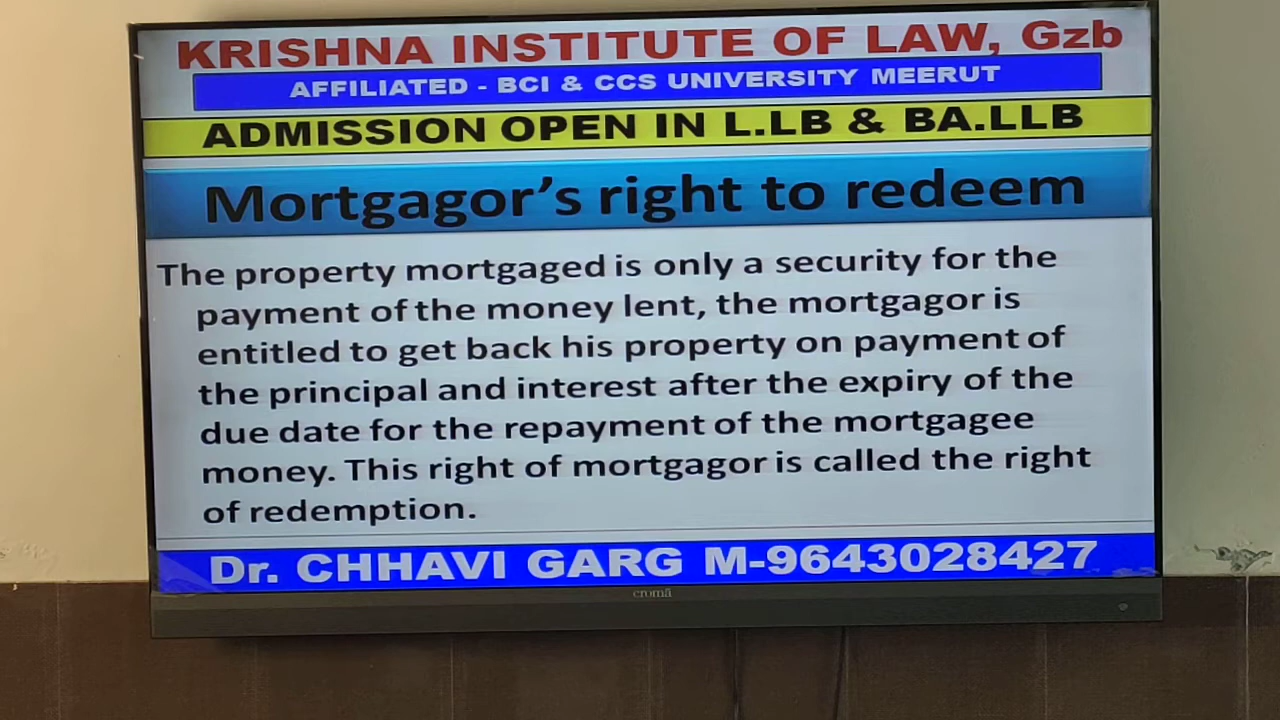 KRISHNA INSTITUTE OF LAW, Gzb
AFFILIATED - BCI & CCS UNIVERSITY MEERUT
ADMISSION OPEN IN L.LB & BA.LLB
Mortgagor's right to redeem
The property mortgaged is only a security for the
payment of the money lent, the mortgagor is
entitled to get back his property on payment of
the principal and interest after the expiry of the
due date for the repayment of the mortgagee
money. This right of mortgagor is called the right
of redemption.
Dr. CHHAVI GARG M-9643028427
cromā